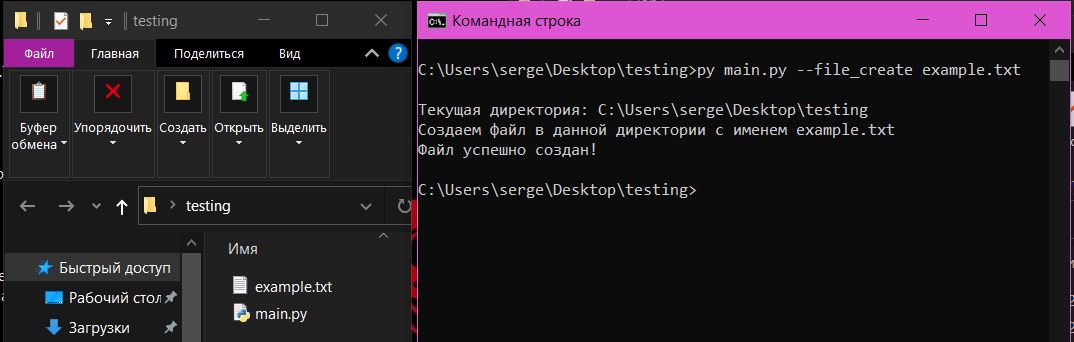 testing
Файл
Главная
Поделиться
Вид
Буфер
обмена
Упорядочить
Создать
Открыть
Выделить
testing
Имя
Быстрый доступ
example.txt
Рабочий стол
main.py
Загрузки
Командная строка
C:\Users\serge\Desktop\testing>py main.py --file_create example.txt
Текущая директория: C:\Users\serge\Desktop\testing
Создаем файл в данной директории с именем example.txt
Файл успешно создан!
C:\Users\serge\Desktop\testing>